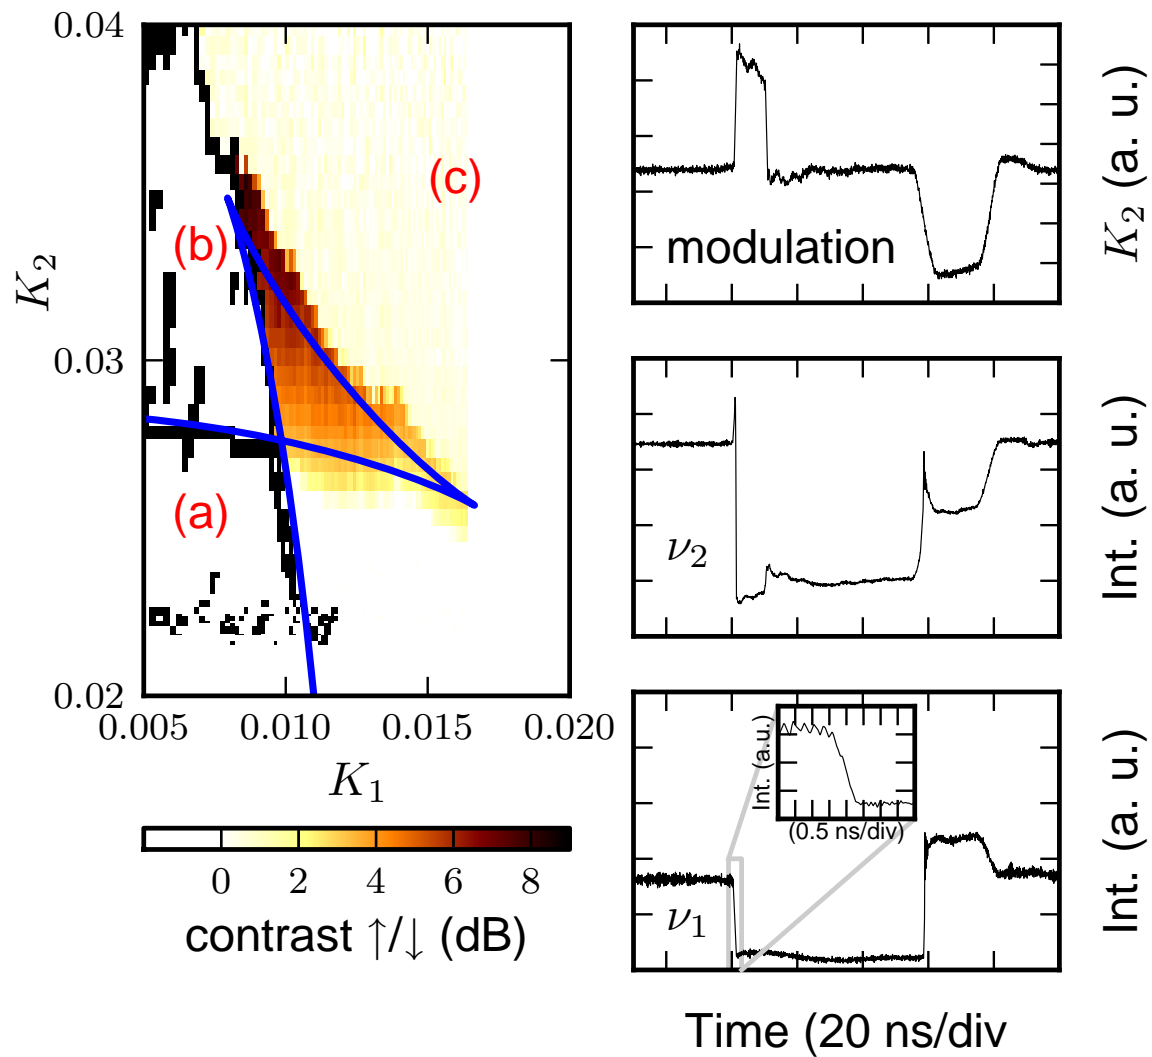 0.04
K₂
0.03
0.02
(a)
(b)
(c)
0.005 0.010 0.015 0.020
K₁
0 2 4 6 8
contrast ↑/↓ (dB)
modulation
K₂ (a. u.)
ν₂
Int. (a. u.)
Int. (a.u.)
(0.5 ns/div)
ν₁
Int. (a. u.)
Time (20 ns/div